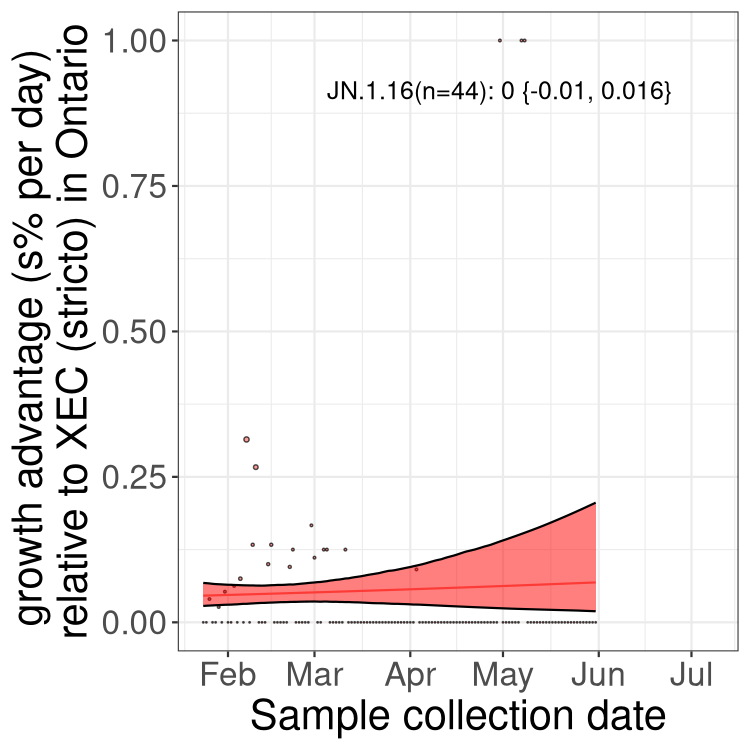 growth advantage (s% per day)
relative to XEC (stricto) in Ontario
1.00
JN.1.16(n=44): 0 {-0.01, 0.016}
0.75
0.50
0.25
0.00
Feb Mar Apr May Jun Jul
Sample collection date